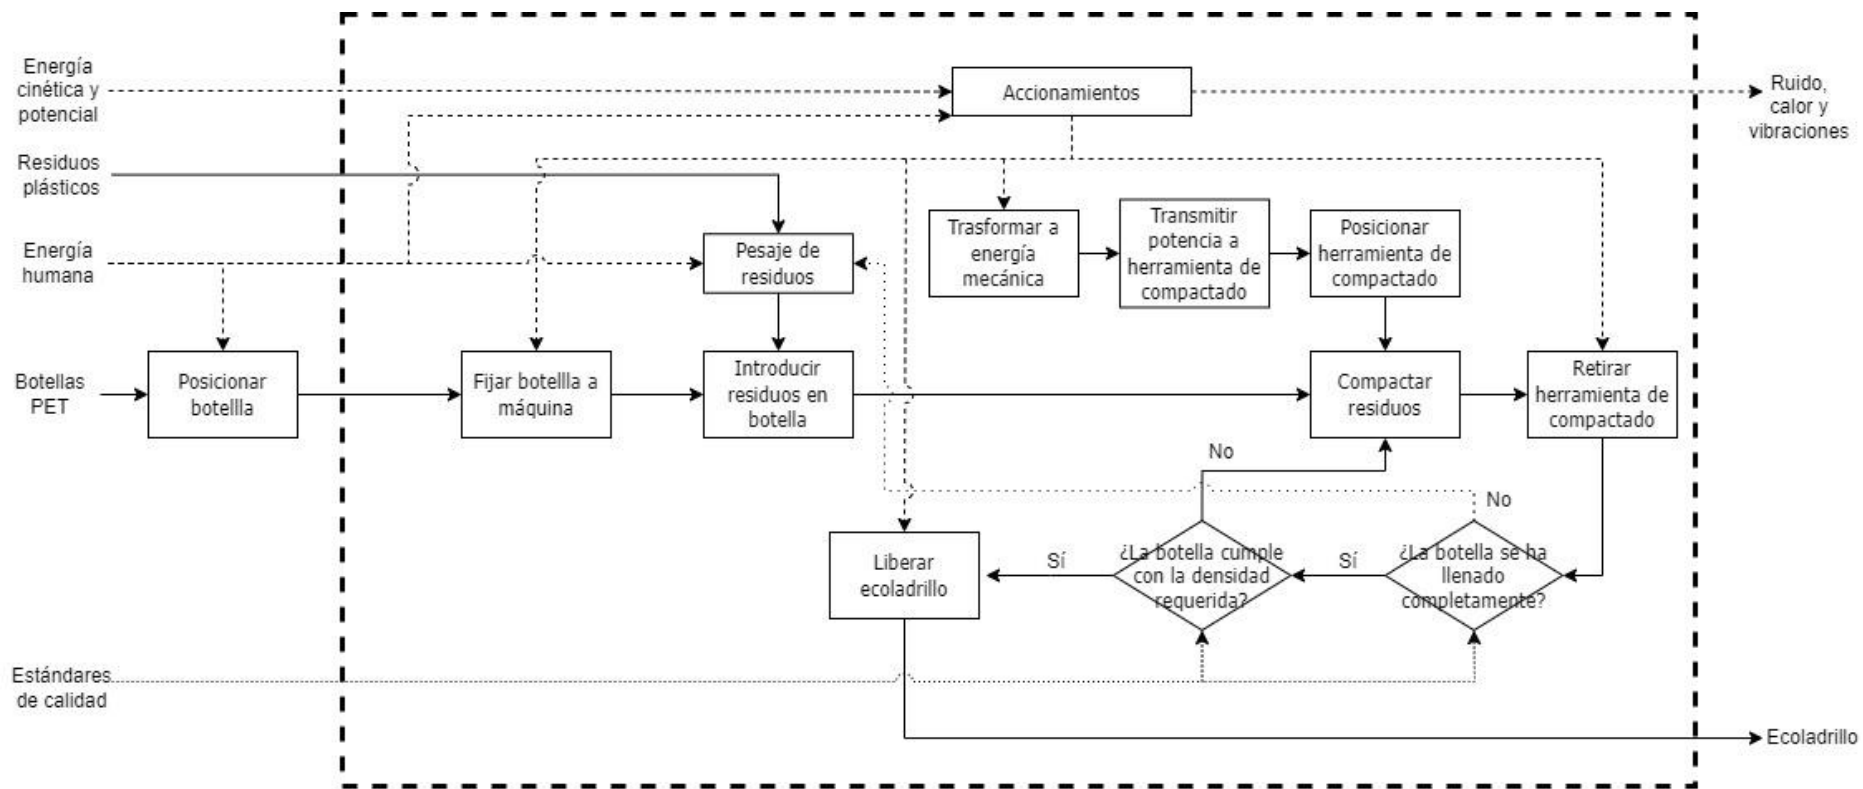 Energía
cinética y
potencial
Accionamientos
Ruido,
calor y
vibraciones
Residuos
plásticos
Energía
humana
Pesaje de
residuos
Trasformar a
energía
mecánica
Transmitir
potencia a
herramienta de
compactado
Posicionar
herramienta de
compactado
Botellas
PET
Posicionar
botellla
Fijar botellla a
máquina
Introducir
residuos en
botella
Compactar
residuos
Retirar
herramienta de
compactado
No
No
Liberar
ecoladrillo
Sí
¿La botella cumple
con la densidad
requerida?
Sí
¿La botella se ha
llenado
completamente?
Estándares
de calidad
Ecoladrillo